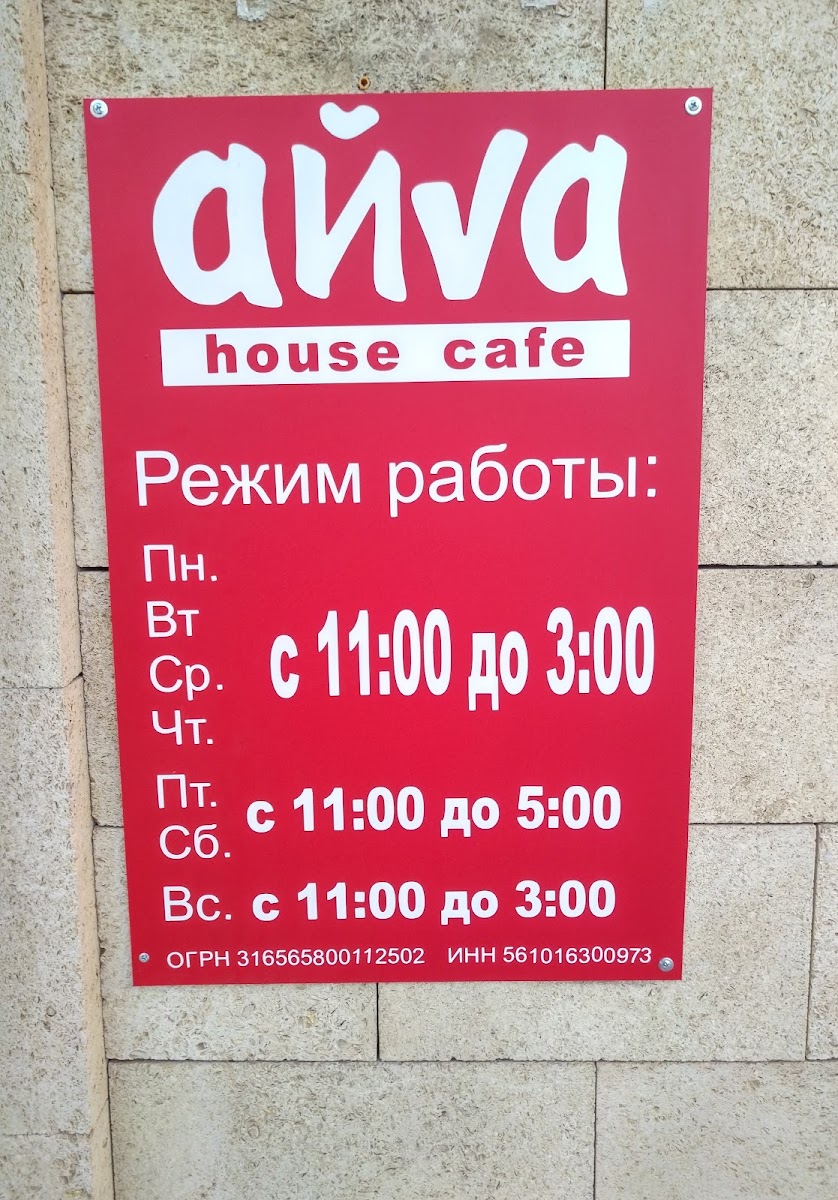 айva
house cafe
Режим работы:
Пн.
Вт
Ср.
Чт.
с 11:00 до 3:00
Пт.
Сб.
с 11:00 до 5:00
Вс. с 11:00 до 3:00
ОГРН 316565800112502 ИНН 561016300973